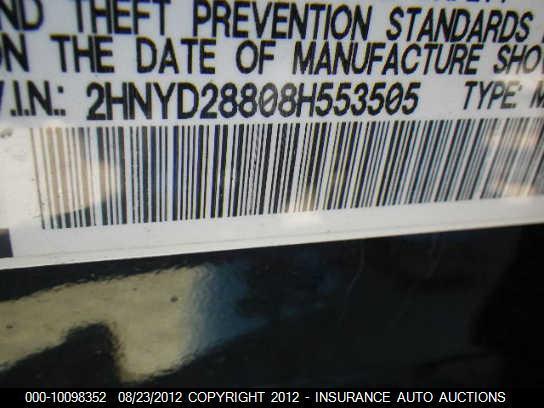 ND THEFT PREVENTION STANDARDS
ON THE DATE OF MANUFACTURE SHO
V.I.N.: 2HNYD28808H553505 TYPE: M
000-10098352 08/23/2012 COPYRIGHT 2012 - INSURANCE AUTO AUCTIONS